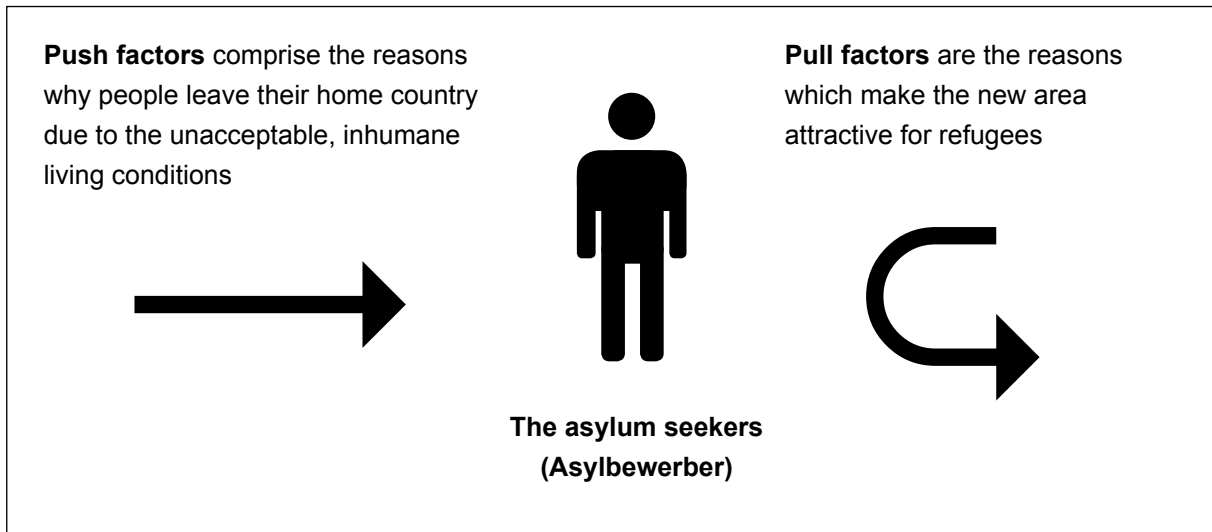 Push factors comprise the reasons
why people leave their home country
due to the unacceptable, inhumane
living conditions
Pull factors are the reasons
which make the new area
attractive for refugees
The asylum seekers
(Asylbewerber)